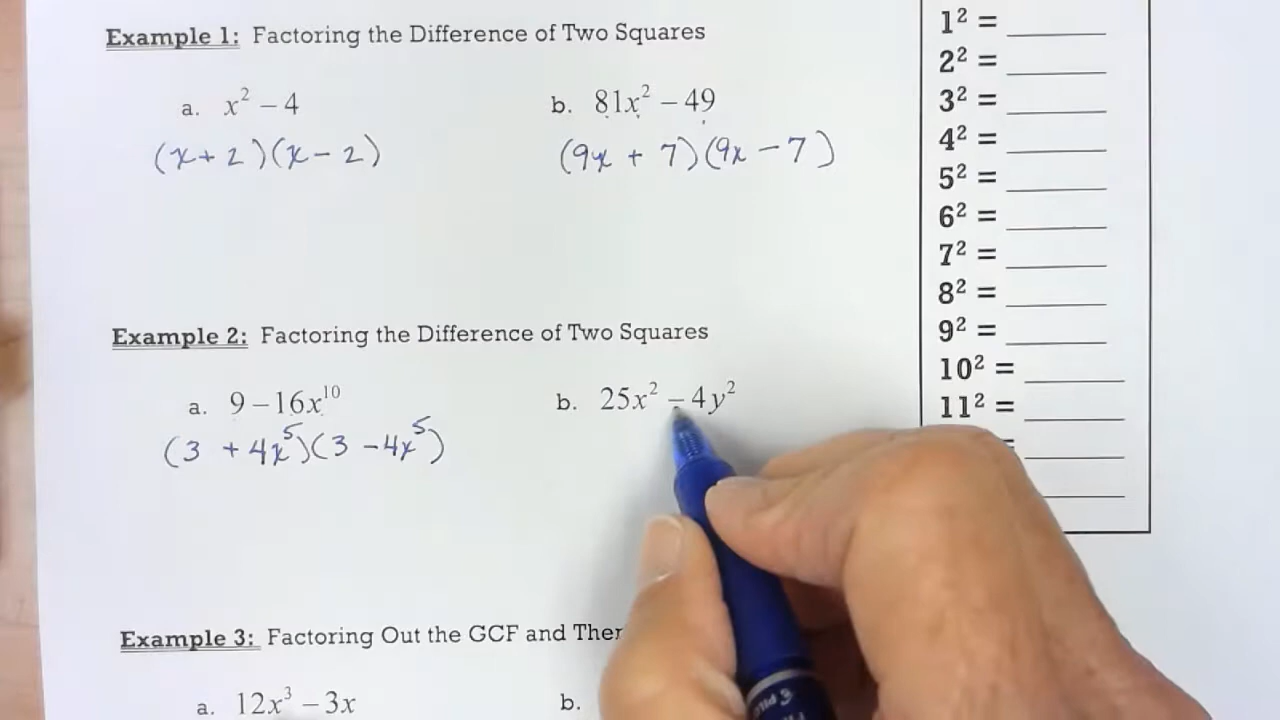 Example 1: Factoring the Difference of Two Squares
a. x² – 4
b. 81x² – 49
(x + 2)(x – 2)
(9x + 7)(9x – 7)
Example 2: Factoring the Difference of Two Squares
a. 9 – 16x¹⁰
b. 25x² – 4y²
(3 + 4x⁵)(3 – 4x⁵)
Example 3: Factoring Out the GCF and
a. 12x³ – 3x
b.
1² =
2² =
3² =
4² =
5² =
6² =
7² =
8² =
9² =
10² =
11² =
=